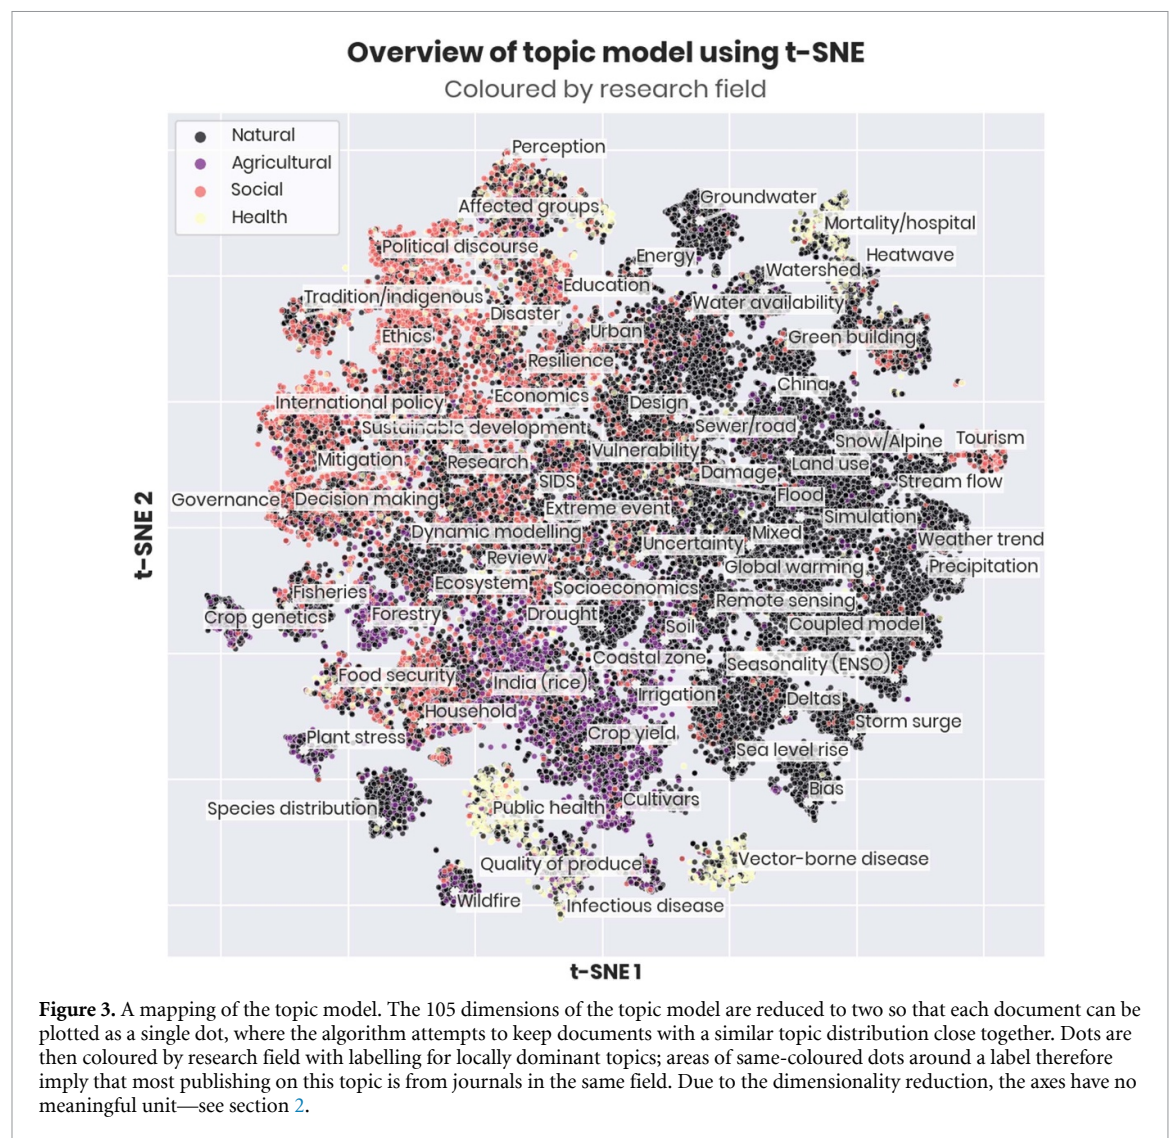 Overview of topic model using t-SNE
Coloured by research field
Natural
Agricultural
Social
Health
Perception
Groundwater
Affected groups
Mortality/hospital
Political discourse
Energy
Heatwave
Watershed
Education
Tradition/indigenous
Water availability
Disaster
Urban
Ethics
Green building
Resilience
China
Economics
International policy
Design
Sustainable development
Sewer/road
Snow/Alpine
Tourism
Vulnerability
Mitigation
Research
Land use
Damage
SIDS
Stream flow
Governance
Decision making
Flood
Extreme event
Simulation
Dynamic modelling
Mixed
Weather trend
Uncertainty
Review
Global warming
Precipitation
Ecosystem
Socioeconomics
Fisheries
Remote sensing
Crop genetics
Forestry
Drought
Soil
Coupled model
Coastal zone
Seasonality (ENSO)
Food security
India (rice)
Irrigation
Deltas
Household
Storm surge
Plant stress
Crop yield
Sea level rise
Bias
Species distribution
Public health
Cultivars
Quality of produce
Vector-borne disease
Wildfire
Infectious disease
t-SNE 2
t-SNE 1
Figure 3. A mapping of the topic model. The 105 dimensions of the topic model are reduced to two so that each document can be
plotted as a single dot, where the algorithm attempts to keep documents with a similar topic distribution close together. Dots are
then coloured by research field with labelling for locally dominant topics; areas of same-coloured dots around a label therefore
imply that most publishing on this topic is from journals in the same field. Due to the dimensionality reduction, the axes have no
meaningful unit—see section 2.